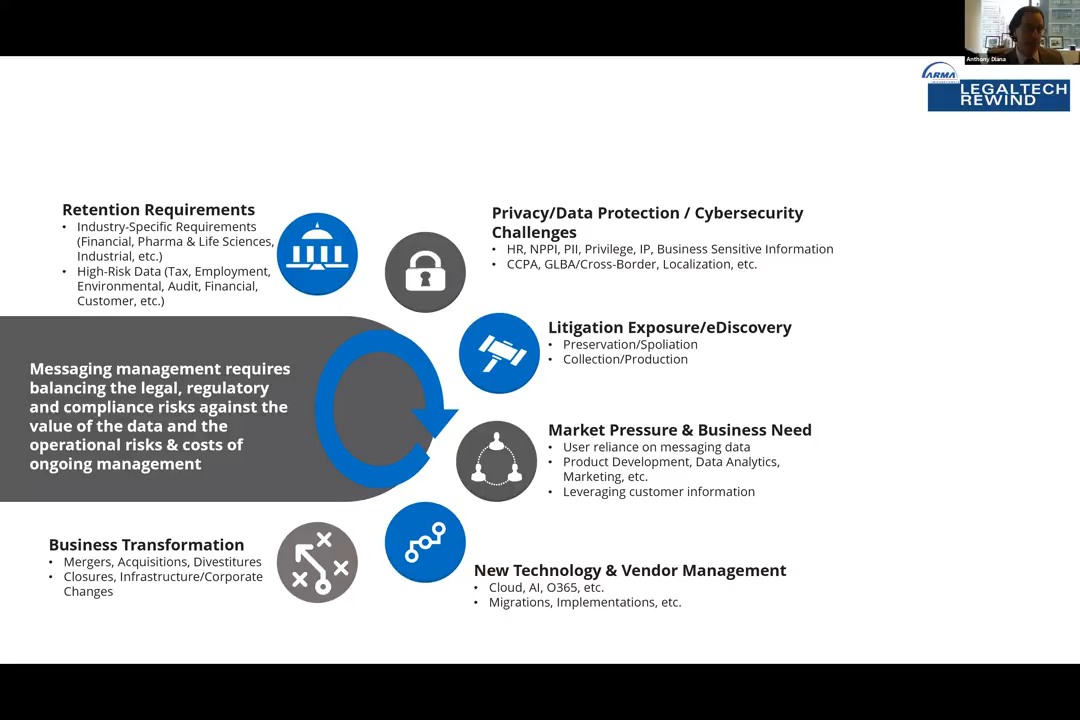 Anthony Diana
ARMA
LEGALTECH
REWIND
Retention Requirements
• Industry-Specific Requirements
(Financial, Pharma & Life Sciences,
Industrial, etc.)
• High-Risk Data (Tax, Employment,
Environmental, Audit, Financial,
Customer, etc.)
Privacy/Data Protection / Cybersecurity
Challenges
• HR, NPPI, PII, Privilege, IP, Business Sensitive Information
• CCPA, GLBA/Cross-Border, Localization, etc.
Litigation Exposure/eDiscovery
• Preservation/Spoliation
• Collection/Production
Messaging management requires
balancing the legal, regulatory
and compliance risks against the
value of the data and the
operational risks & costs of
ongoing management
Market Pressure & Business Need
• User reliance on messaging data
• Product Development, Data Analytics,
Marketing, etc.
• Leveraging customer information
Business Transformation
• Mergers, Acquisitions, Divestitures
• Closures, Infrastructure/Corporate
Changes
New Technology & Vendor Management
• Cloud, AI, O365, etc.
• Migrations, Implementations, etc.